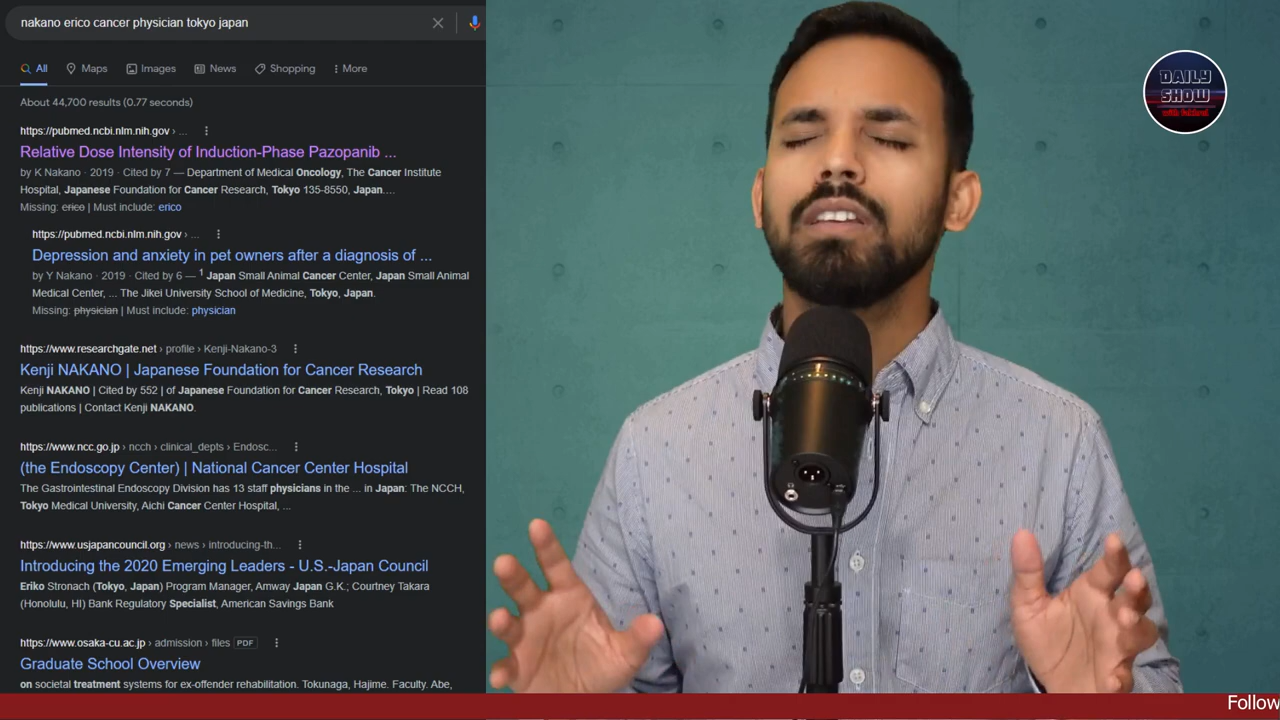 nakano erico cancer physician tokyo japan
All Maps Images News Shopping More
About 44,700 results (0.77 seconds)
https://pubmed.ncbi.nlm.nih.gov › ...
Relative Dose Intensity of Induction-Phase Pazopanib ...
by K Nakano · 2019 · Cited by 7 — Department of Medical Oncology, The Cancer Institute
Hospital, Japanese Foundation for Cancer Research, Tokyo 135-8550, Japan....
Missing: erico | Must include: erico
https://pubmed.ncbi.nlm.nih.gov › ...
Depression and anxiety in pet owners after a diagnosis of ...
by Y Nakano · 2019 · Cited by 6 — 1 Japan Small Animal Cancer Center, Japan Small Animal
Medical Center, ... The Jikei University School of Medicine, Tokyo, Japan.
Missing: physician | Must include: physician
https://www.researchgate.net › profile › Kenji-Nakano-3
Kenji NAKANO | Japanese Foundation for Cancer Research
Kenji NAKANO | Cited by 552 | of Japanese Foundation for Cancer Research, Tokyo | Read 108
publications | Contact Kenji NAKANO.
https://www.ncc.go.jp › ncch › clinical_depts › Endosc...
(the Endoscopy Center) | National Cancer Center Hospital
The Gastrointestinal Endoscopy Division has 13 staff physicians in the ... in Japan: The NCCH,
Tokyo Medical University, Aichi Cancer Center Hospital, ...
https://www.usjapancouncil.org › news › introducing-th...
Introducing the 2020 Emerging Leaders - U.S.-Japan Council
Eriko Stronach (Tokyo, Japan) Program Manager, Amway Japan G.K.; Courtney Takara
(Honolulu, HI) Bank Regulatory Specialist, American Savings Bank
https://www.osaka-cu.ac.jp › admission › files PDF
Graduate School Overview
on societal treatment systems for ex-offender rehabilitation. Tokunaga, Hajime. Faculty. Abe,
DAILY
SHOW
Follow